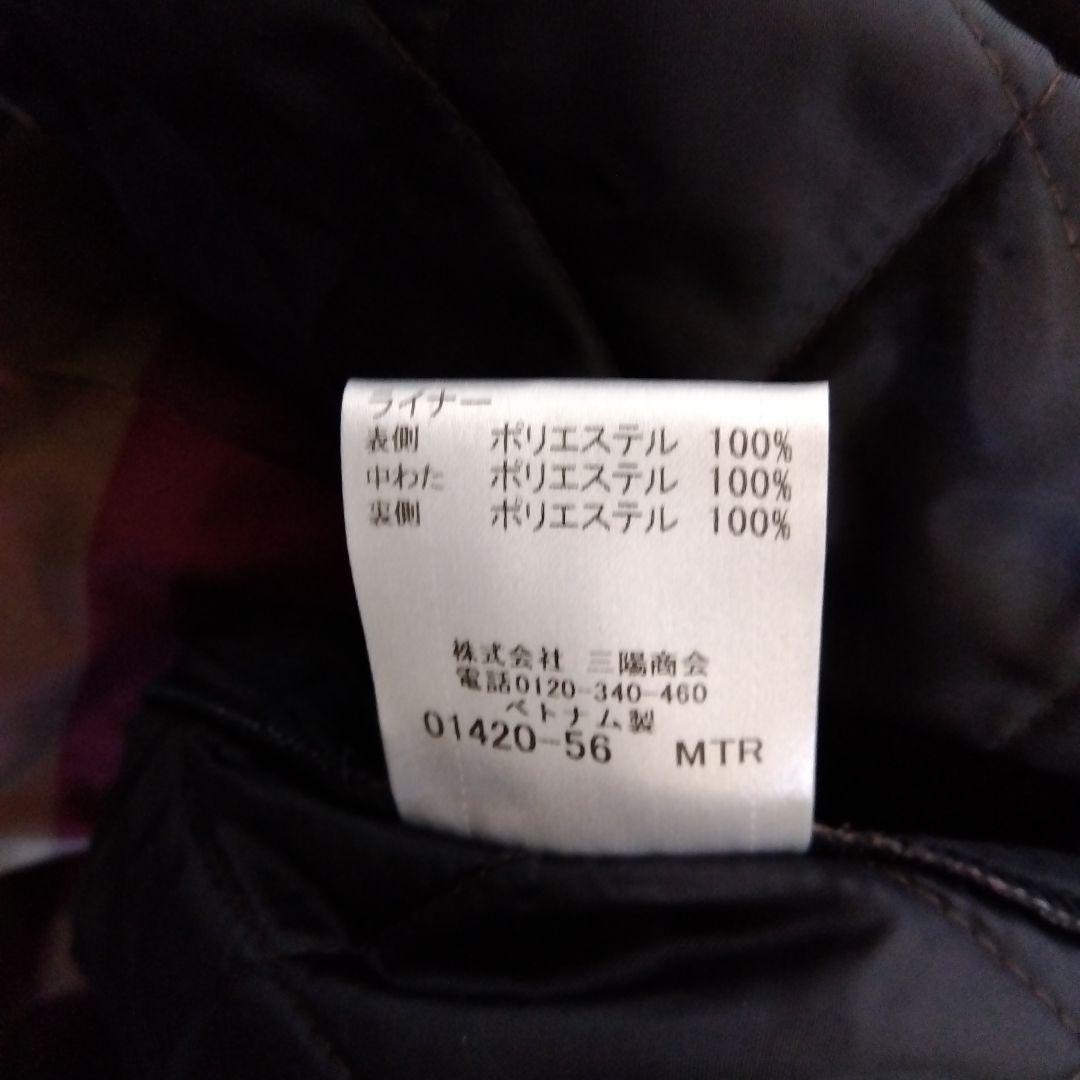 ライナー
表側 ポリエステル 100%
中わた ポリエステル 100%
裏側 ポリエステル 100%
株式会社 三陽商会
電話0120-340-460
ベトナム製
01420-56 MTR